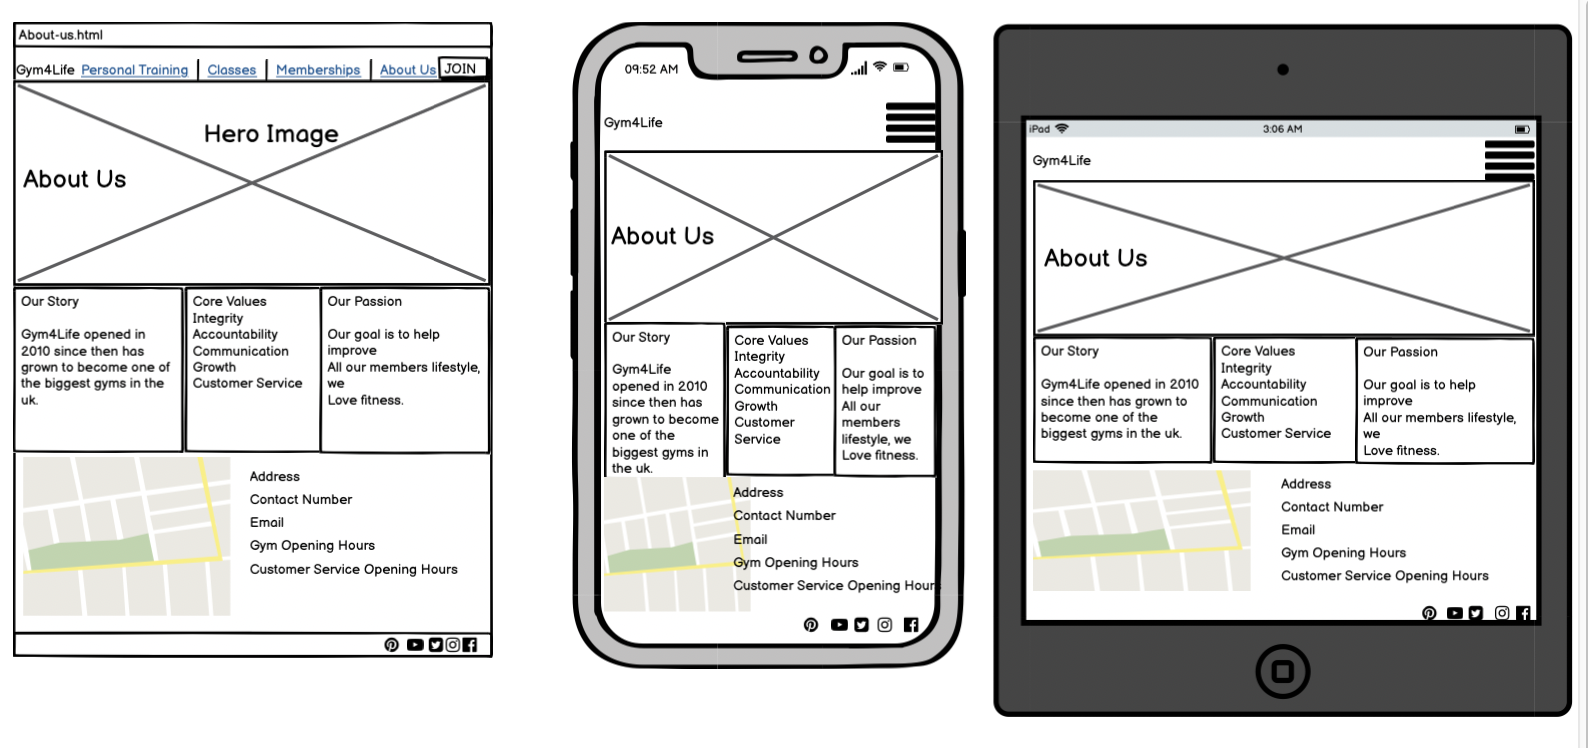 About-us.html
Gym4Life Personal Training Classes Memberships About Us JOIN
Hero Image
About Us
Our Story
Gym4Life opened in
2010 since then has
grown to become one of
the biggest gyms in the
uk.
Core Values
Integrity
Accountability
Communication
Growth
Customer Service
Our Passion
Our goal is to help
improve
All our members lifestyle,
we
Love fitness.
Address
Contact Number
Email
Gym Opening Hours
Customer Service Opening Hours
09:52 AM
Gym4Life
About Us
Our Story
Gym4Life
opened in 2010
since then has
grown to become
one of the
biggest gyms in
the uk.
Core Values
Integrity
Accountability
Communication
Growth
Customer
Service
Our Passion
Our goal is to
help improve
All our
members
lifestyle, we
Love fitness.
Address
Contact Number
Email
Gym Opening Hours
Customer Service Opening Hours
iPad 3:06 AM
Gym4Life
About Us
Our Story
Gym4Life opened in 2010
since then has grown to
become one of the
biggest gyms in the uk.
Core Values
Integrity
Accountability
Communication
Growth
Customer Service
Our Passion
Our goal is to help
improve
All our members lifestyle,
we
Love fitness.
Address
Contact Number
Email
Gym Opening Hours
Customer Service Opening Hours